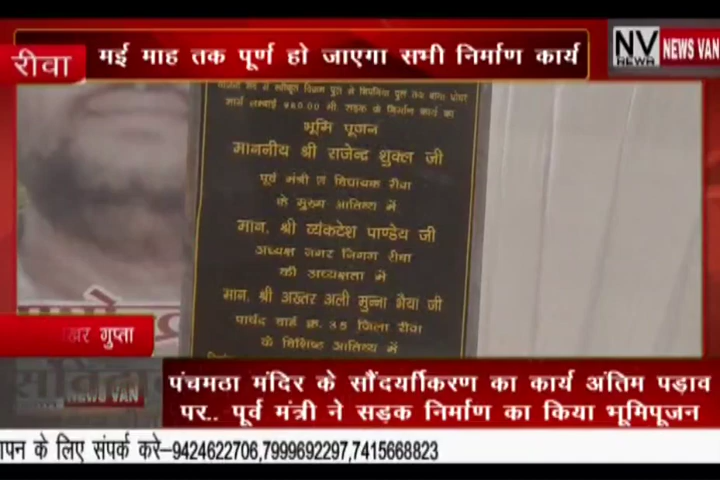 रीवा
मई माह तक पूर्ण हो जाएगा सभी निर्माण कार्य
NV
NEWS VAN
भूमि पूजन
माननीय श्री राजेन्द्र शुक्ल जी
पूर्व मंत्री एवं विधायक रीवा
के मुख्य आतिथ्य में
मान. श्री व्यंकटेश पाण्डेय जी
अध्यक्ष नगर निगम रीवा
की अध्यक्षता में
मान. श्री अख्तर अली मुन्ना भैया जी
पार्षद वार्ड क्र. 35 जिला रीवा
के विशिष्ट आतिथ्य में
गुप्ता
NEWS VAN
पंचमठा मंदिर के सौंदर्यीकरण का कार्य अंतिम पड़ाव
पर.. पूर्व मंत्री ने सड़क निर्माण का किया भूमिपूजन
के लिए संपर्क करे-9424622706,7999692297,7415668823